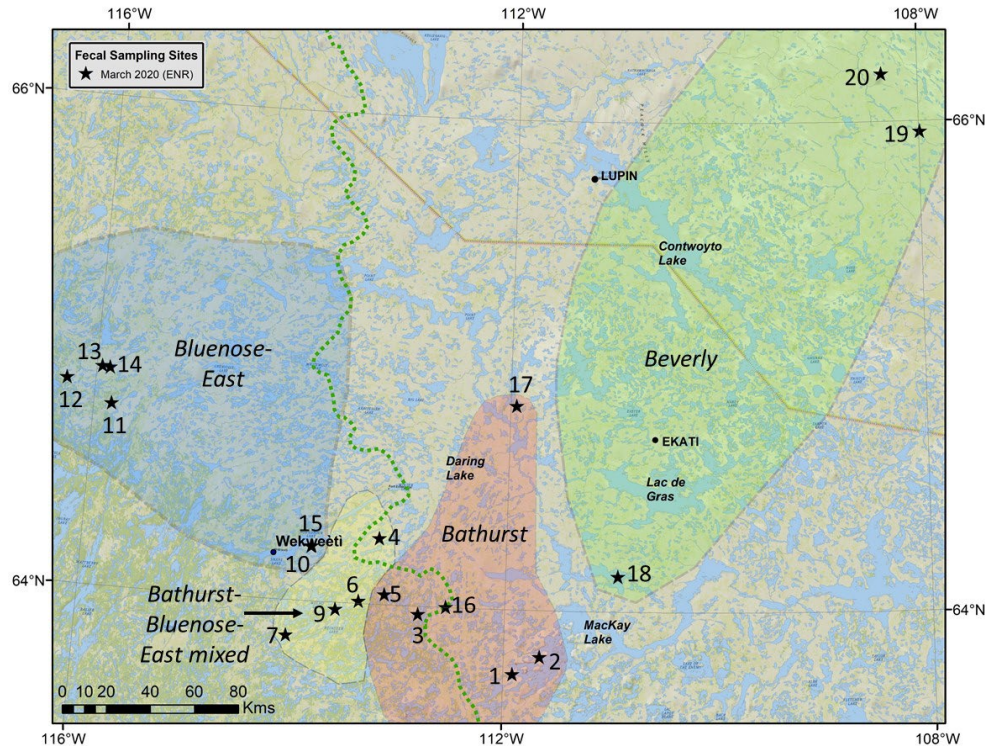 116°W
112°W
108°W
Fecal Sampling Sites
★ March 2020 (ENR)
66°N
20
66°N
19
LUPIN
Contwoyto
Lake
Bluenose-
East
Beverly
13
14
12
11
17
EKATI
Daring
Lake
Lac de
Gras
Bathurst
15
Wekweètì
10
4
64°N
18
Bathurst-
Bluenose-
East mixed
6
5
9
7
3
16
64°N
MacKay
Lake
1
2
0 10 20 40 60 80
Kms
116°W
112°W
108°W